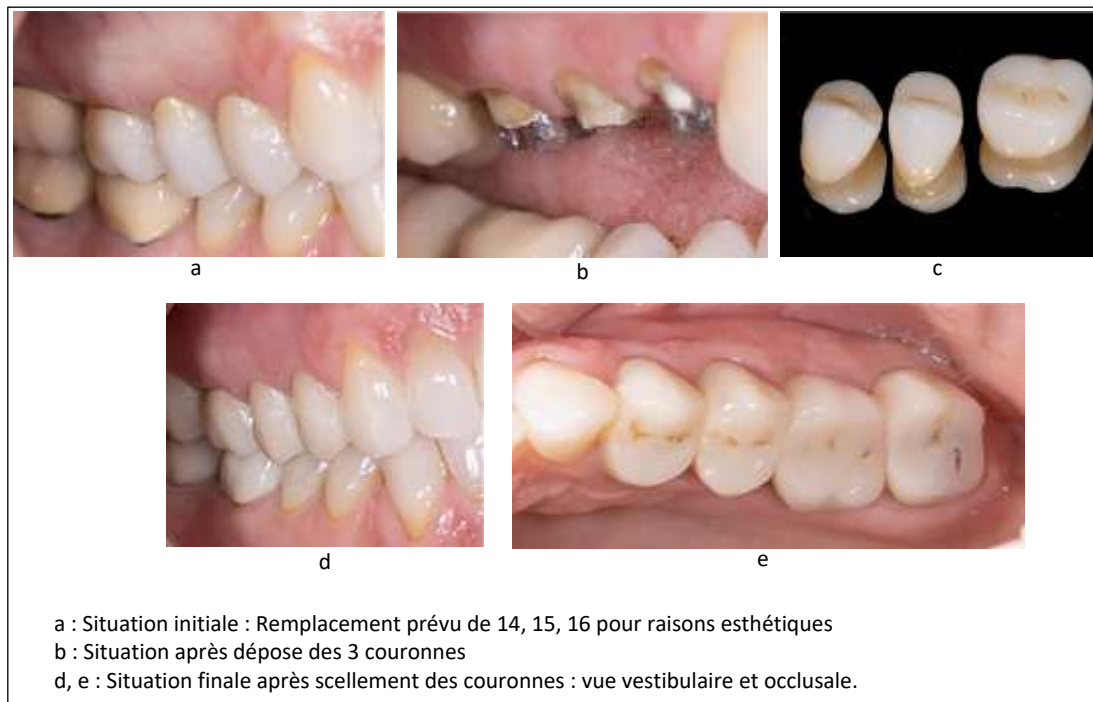 a
b
c
d
e
a : Situation initiale : Remplacement prévu de 14, 15, 16 pour raisons esthétiques
b : Situation après dépose des 3 couronnes
d, e : Situation finale après scellement des couronnes : vue vestibulaire et occlusale.